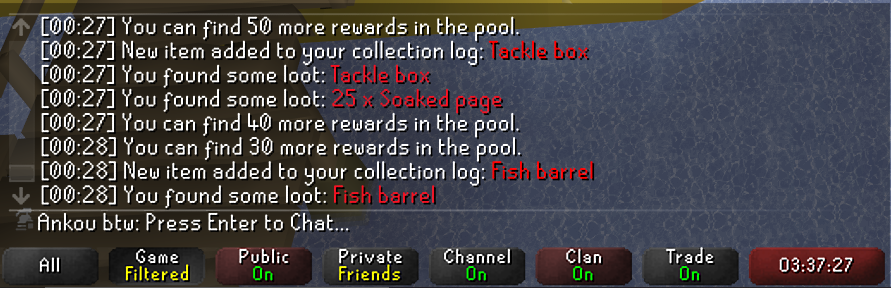 [00:27] You can find 50 more rewards in the pool.
[00:27] New item added to your collection log: Tackle box
[00:27] You found some loot: Tackle box
[00:27] You found some loot: 25 x Soaked page
[00:27] You can find 40 more rewards in the pool.
[00:28] You can find 30 more rewards in the pool.
[00:28] New item added to your collection log: Fish barrel
[00:28] You found some loot: Fish barrel
Ankou btw: Press Enter to Chat...
All
Game
Filtered
Public
On
Private
Friends
Channel
On
Clan
On
Trade
On
03:37:27